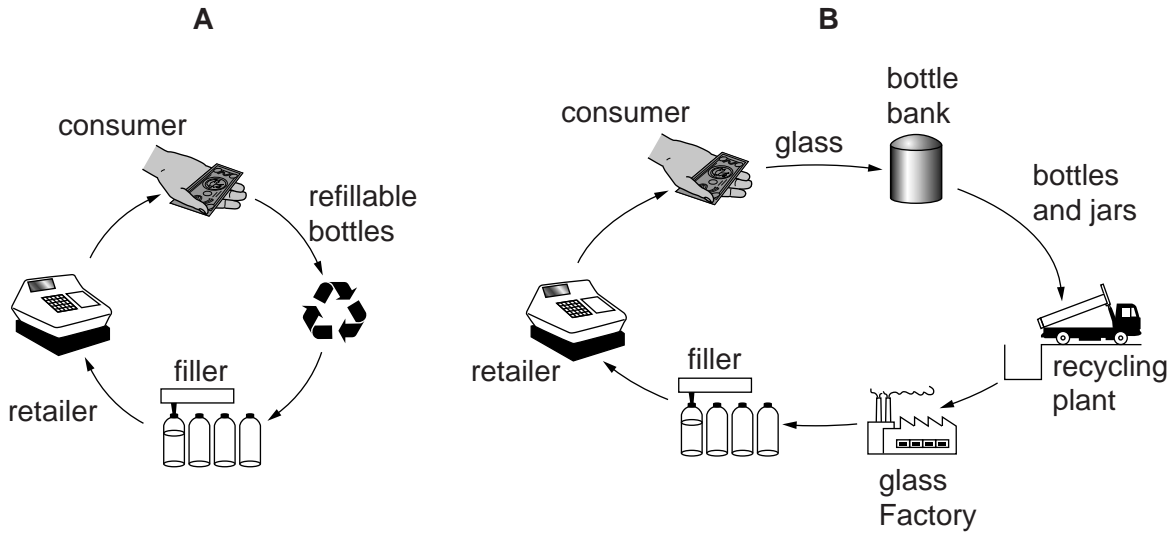 A
consumer
refillable
bottles
filler
retailer
B
consumer
glass
bottle
bank
bottles
and jars
recycling
plant
glass
Factory
filler
retailer